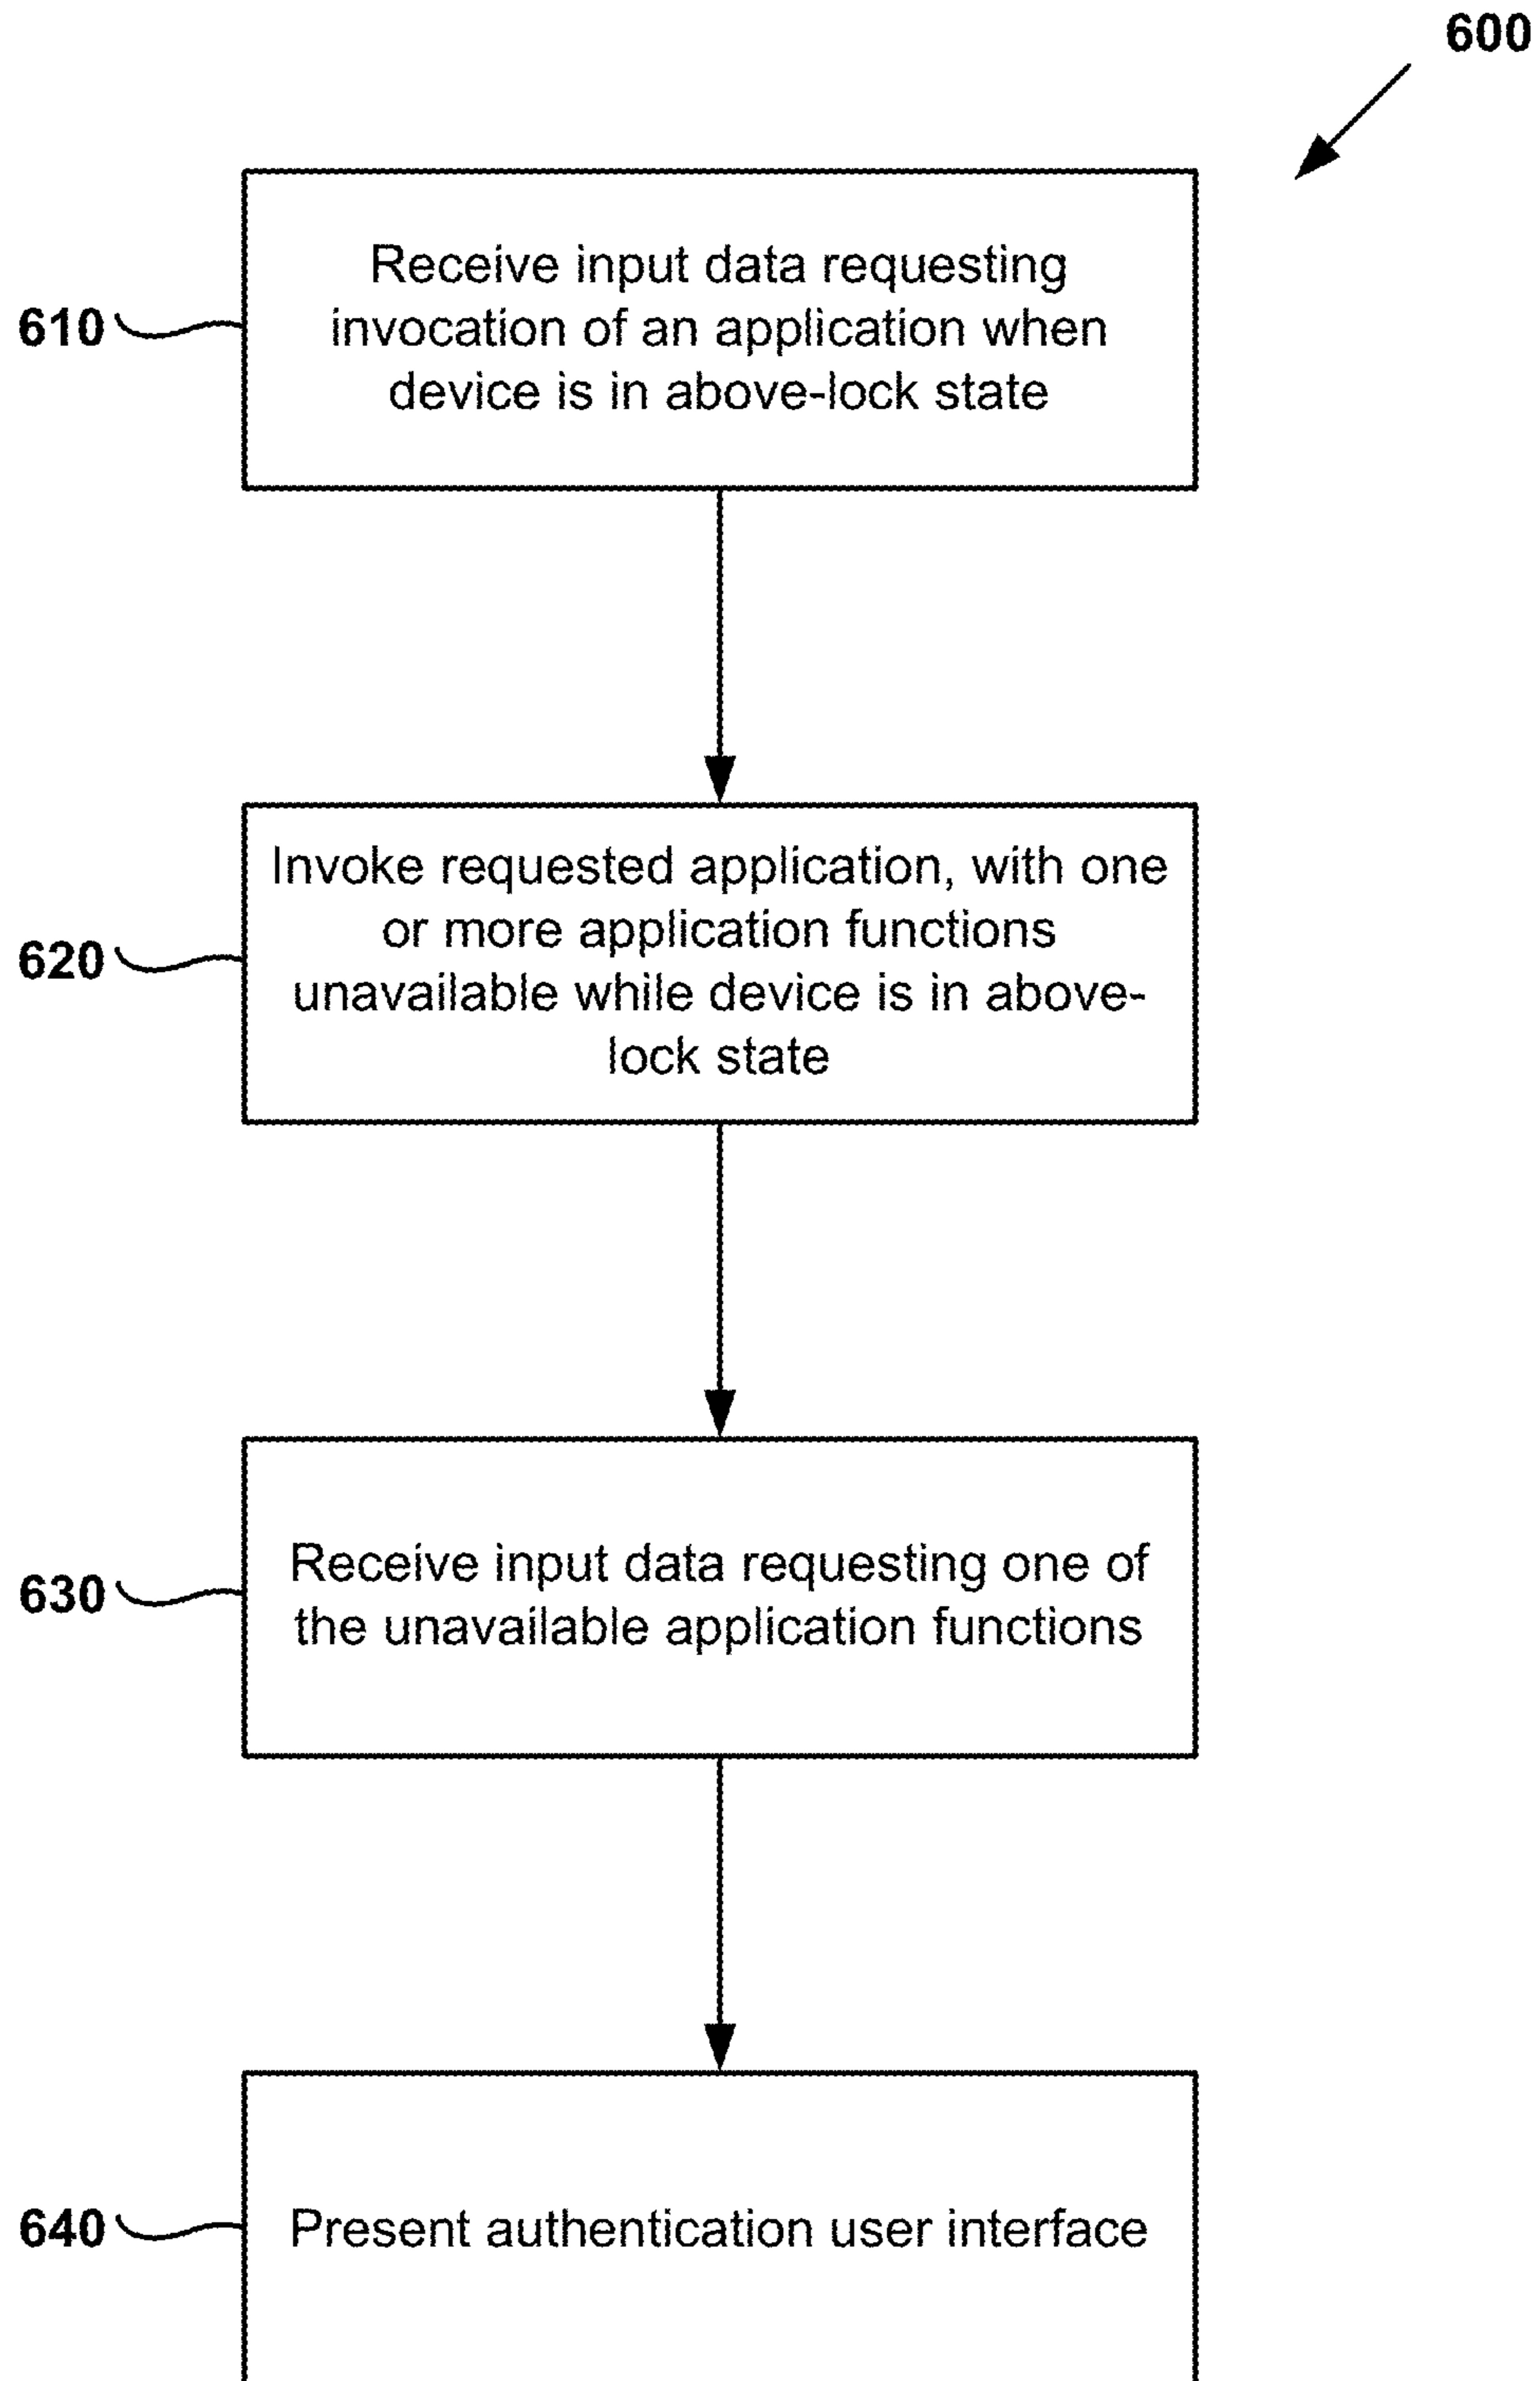 600
610
Receive input data requesting
invocation of an application when
device is in above-lock state
620
Invoke requested application, with one
or more application functions
unavailable while device is in above-
lock state
630
Receive input data requesting one of
the unavailable application functions
640
Present authentication user interface